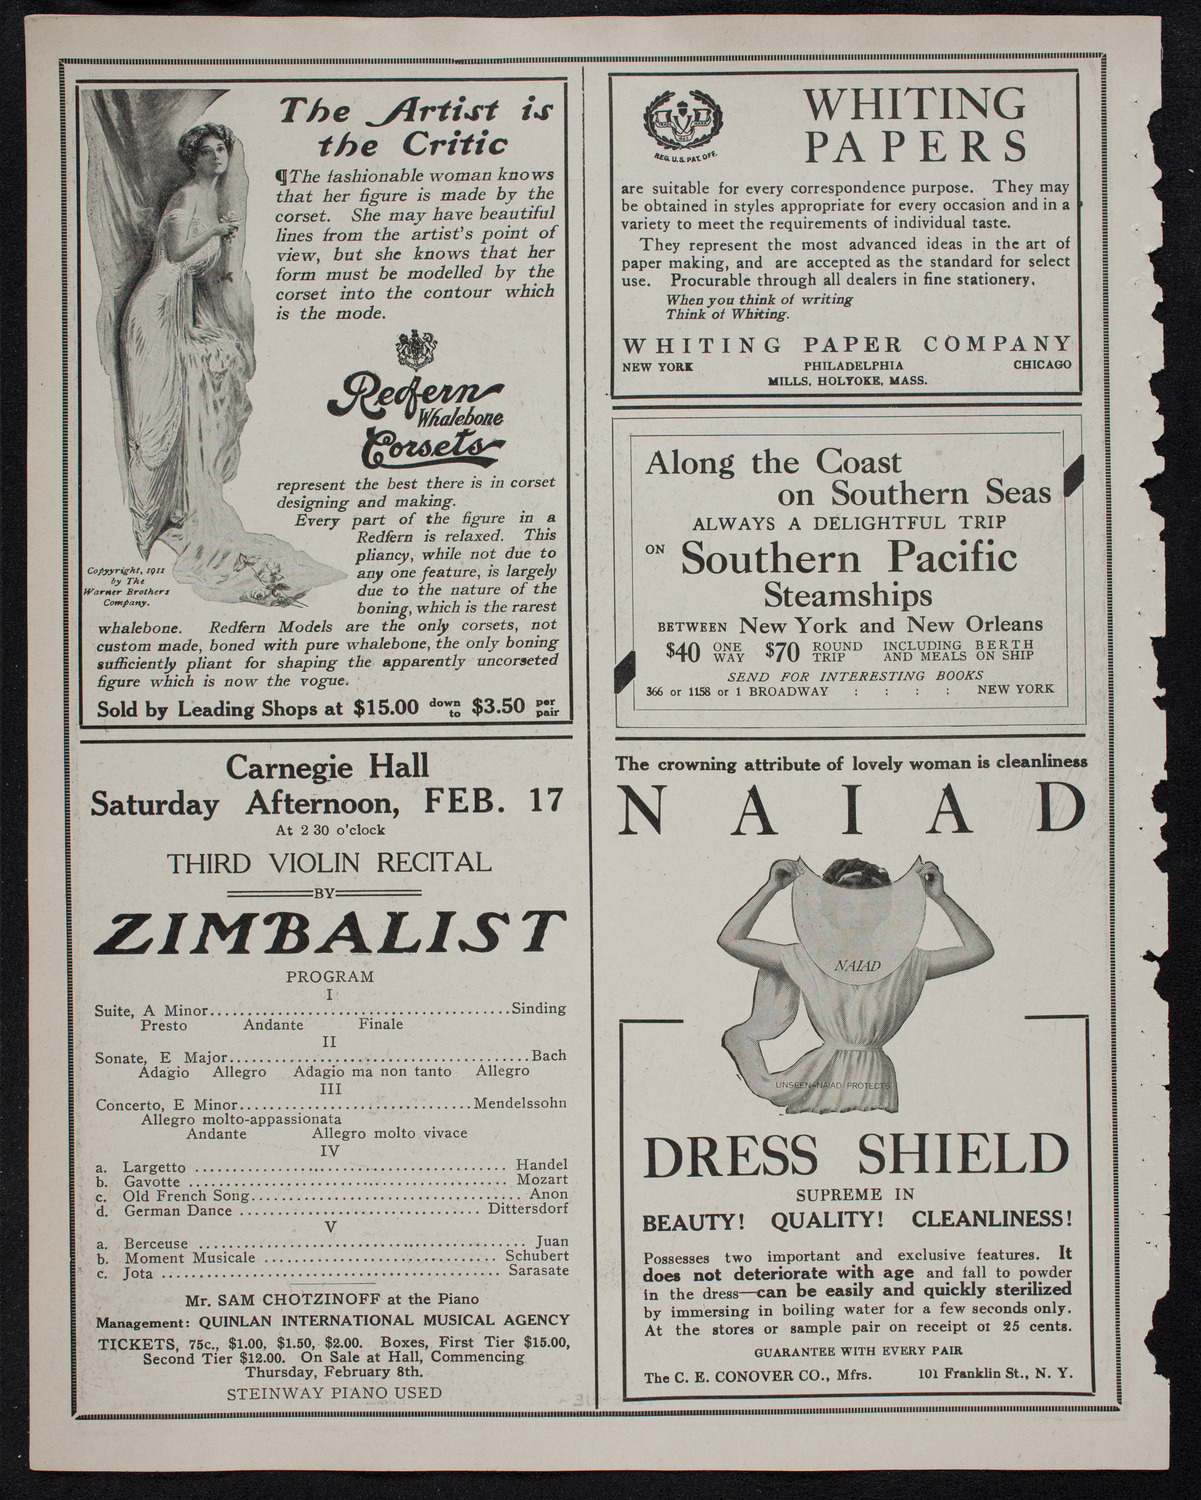 The Artist is
the Critic
¶The fashionable woman knows
that her figure is made by the
corset. She may have beautiful
lines from the artist's point of
view, but she knows that her
form must be modelled by the
corset into the contour which
is the mode.
Redfern
Whalebone
Corsets
represent the best there is in corset
designing and making.
Every part of the figure in a
Redfern is relaxed. This
pliancy, while not due to
any one feature, is largely
due to the nature of the
boning, which is the rarest
whalebone. Redfern Models are the only corsets, not
custom made, boned with pure whalebone, the only boning
sufficiently pliant for shaping the apparently uncorseted
figure which is now the vogue.
Copyright, 1911
by The
Warner Brothers
Company.
Sold by Leading Shops at $15.00 down to $3.50 per pair
Carnegie Hall
Saturday Afternoon, FEB. 17
At 2 30 o'clock
THIRD VIOLIN RECITAL
BY
ZIMBALIST
PROGRAM
I
Suite, A Minor........................................Sinding
Presto Andante Finale
II
Sonate, E Major........................................Bach
Adagio Allegro Adagio ma non tanto Allegro
III
Concerto, E Minor...............................Mendelssohn
Allegro molto-appassionata
Andante Allegro molto vivace
IV
a. Largetto .......................................... Handel
b. Gavotte ........................................... Mozart
c. Old French Song.................................... Anon
d. German Dance ................................. Dittersdorf
V
a. Berceuse ............................................ Juan
b. Moment Musicale ............................... Schubert
c. Jota ............................................. Sarasate
Mr. SAM CHOTZINOFF at the Piano
Management: QUINLAN INTERNATIONAL MUSICAL AGENCY
TICKETS, 75c., $1.00, $1.50, $2.00. Boxes, First Tier $15.00,
Second Tier $12.00. On Sale at Hall, Commencing
Thursday, February 8th.
STEINWAY PIANO USED
REG. U.S. PAT. OFF.
WHITING
PAPERS
are suitable for every correspondence purpose. They may
be obtained in styles appropriate for every occasion and in a
variety to meet the requirements of individual taste.
They represent the most advanced ideas in the art of
paper making, and are accepted as the standard for select
use. Procurable through all dealers in fine stationery.
When you think of writing
Think of Whiting.
WHITING PAPER COMPANY
NEW YORK PHILADELPHIA CHICAGO
MILLS, HOLYOKE, MASS.
Along the Coast
on Southern Seas
ALWAYS A DELIGHTFUL TRIP
ON Southern Pacific
Steamships
BETWEEN New York and New Orleans
$40 ONE WAY $70 ROUND TRIP INCLUDING BERTH AND MEALS ON SHIP
SEND FOR INTERESTING BOOKS
366 or 1158 or 1 BROADWAY : : : : NEW YORK
The crowning attribute of lovely woman is cleanliness
NAIAD
NAIAD
UNSEEN-NAIAD PROTECTS
DRESS SHIELD
SUPREME IN
BEAUTY! QUALITY! CLEANLINESS!
Possesses two important and exclusive features. It
does not deteriorate with age and fall to powder
in the dress—can be easily and quickly sterilized
by immersing in boiling water for a few seconds only.
At the stores or sample pair on receipt of 25 cents.
GUARANTEE WITH EVERY PAIR
The C. E. CONOVER CO., Mfrs. 101 Franklin St., N. Y.